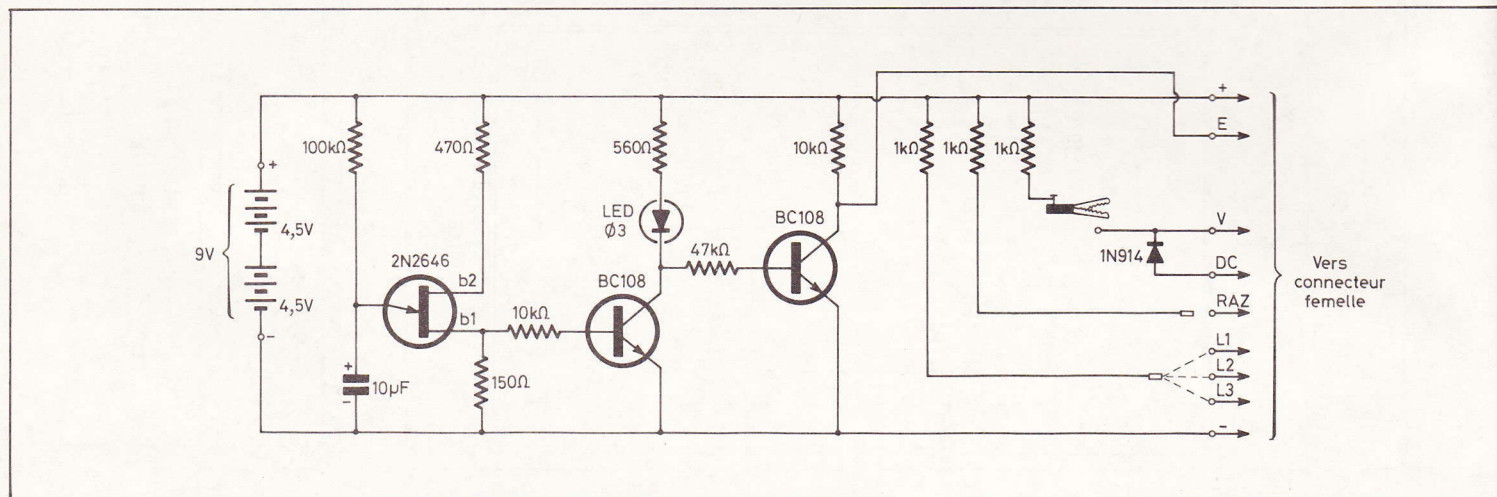 +
E
100kΩ
470Ω
560Ω
10kΩ
1kΩ
1kΩ
1kΩ
+
4,5V
9V
4,5V
-
LED
Ø3
BC108
47kΩ
2N2646
b2
b1
BC108
10kΩ
+
10µF
-
150Ω
V
1N914
DC
RAZ
L1
L2
L3
-
Vers
connecteur
femelle